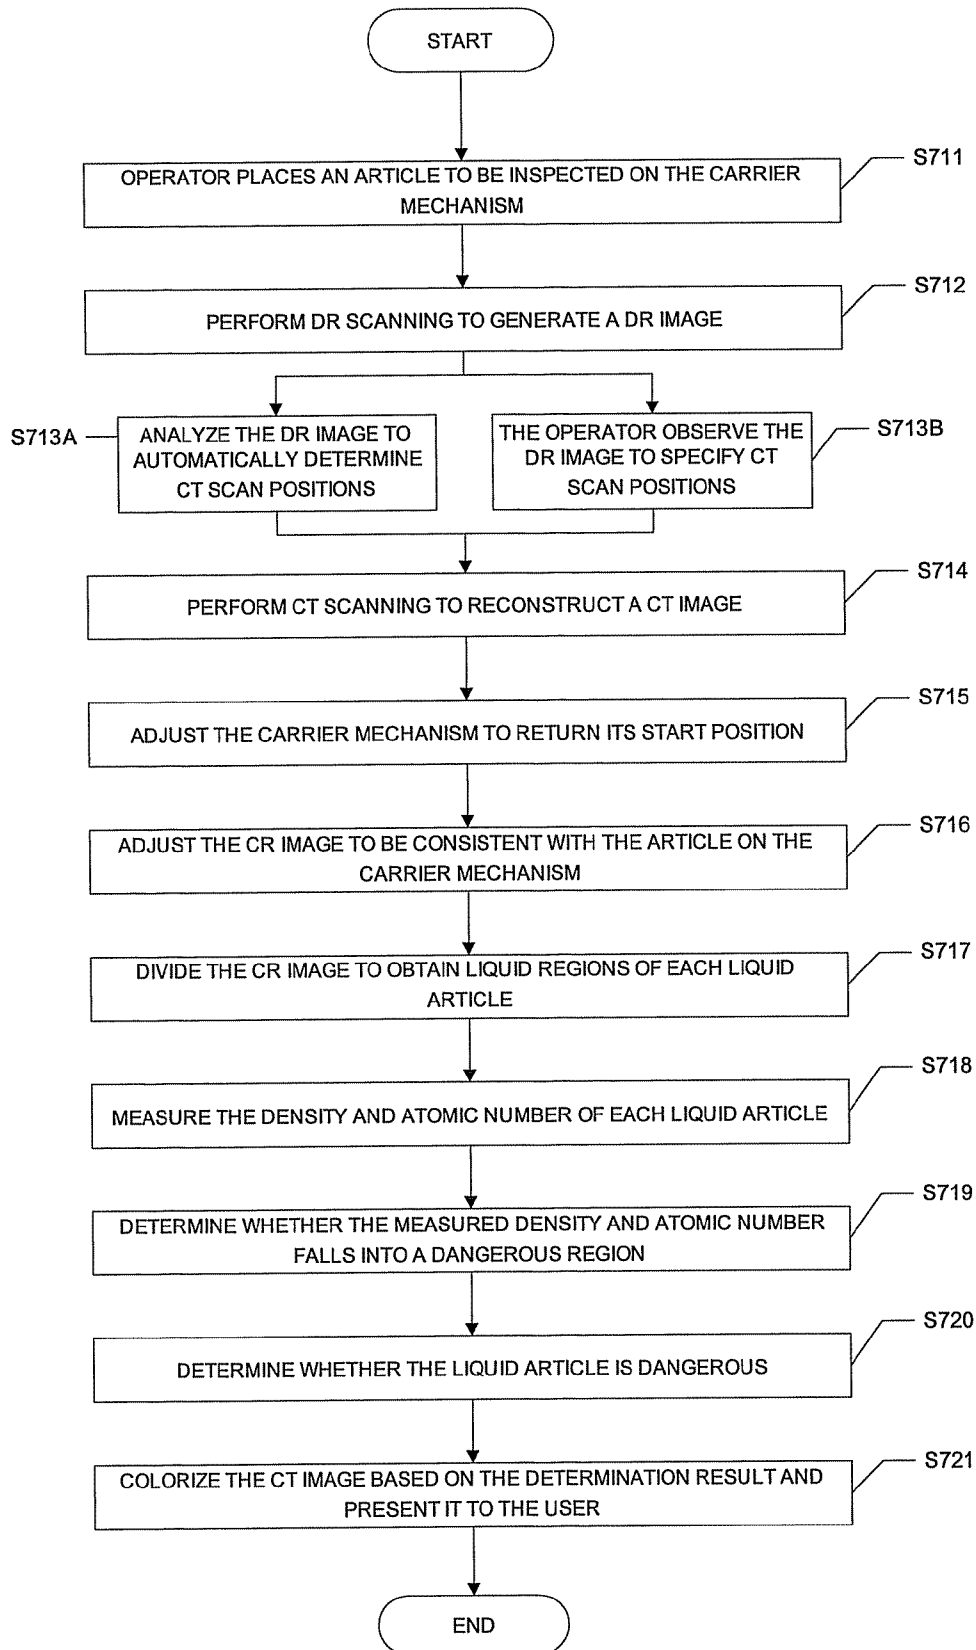 START
S711
OPERATOR PLACES AN ARTICLE TO BE INSPECTED ON THE CARRIER
MECHANISM
S712
PERFORM DR SCANNING TO GENERATE A DR IMAGE
S713A
ANALYZE THE DR IMAGE TO
AUTOMATICALLY DETERMINE
CT SCAN POSITIONS
THE OPERATOR OBSERVE THE
DR IMAGE TO SPECIFY CT
SCAN POSITIONS
S713B
S714
PERFORM CT SCANNING TO RECONSTRUCT A CT IMAGE
S715
ADJUST THE CARRIER MECHANISM TO RETURN ITS START POSITION
S716
ADJUST THE CR IMAGE TO BE CONSISTENT WITH THE ARTICLE ON THE
CARRIER MECHANISM
S717
DIVIDE THE CR IMAGE TO OBTAIN LIQUID REGIONS OF EACH LIQUID
ARTICLE
S718
MEASURE THE DENSITY AND ATOMIC NUMBER OF EACH LIQUID ARTICLE
S719
DETERMINE WHETHER THE MEASURED DENSITY AND ATOMIC NUMBER
FALLS INTO A DANGEROUS REGION
S720
DETERMINE WHETHER THE LIQUID ARTICLE IS DANGEROUS
S721
COLORIZE THE CT IMAGE BASED ON THE DETERMINATION RESULT AND
PRESENT IT TO THE USER
END